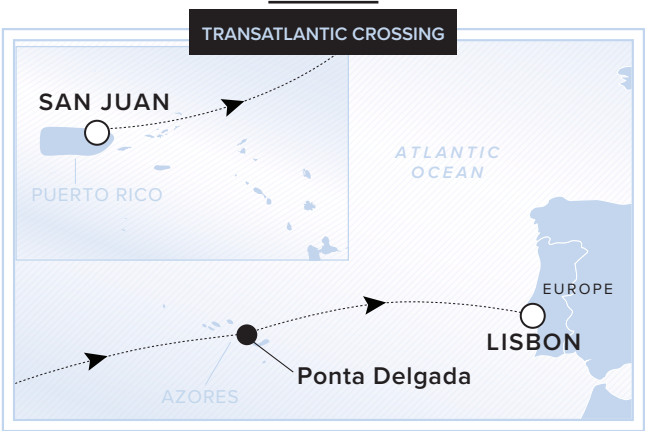 TRANSATLANTIC CROSSING
SAN JUAN
PUERTO RICO
ATLANTIC
OCEAN
EUROPE
LISBON
Ponta Delgada
AZORES